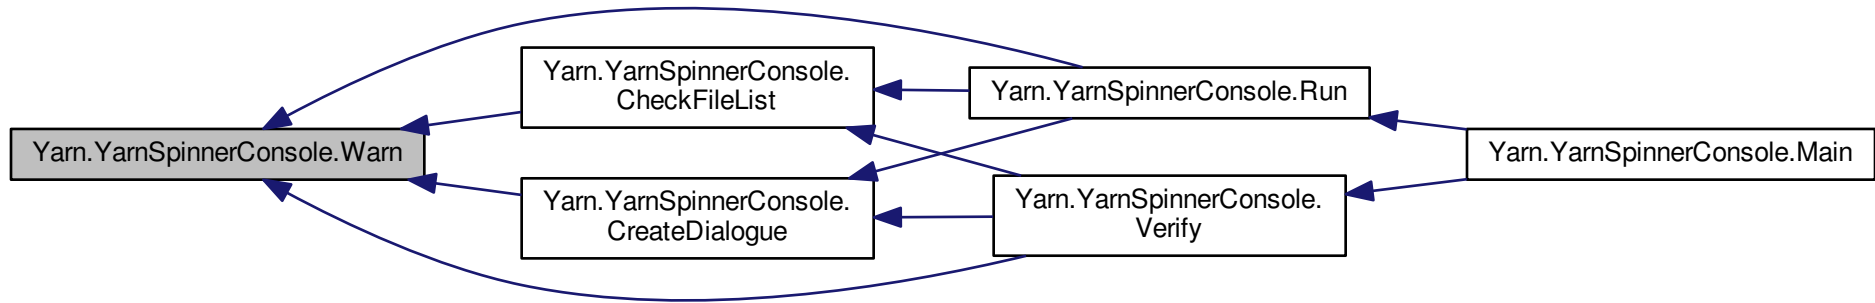 Yarn.YarnSpinnerConsole.Warn
Yarn.YarnSpinnerConsole.
CheckFileList
Yarn.YarnSpinnerConsole.
CreateDialogue
Yarn.YarnSpinnerConsole.Run
Yarn.YarnSpinnerConsole.
Verify
Yarn.YarnSpinnerConsole.Main